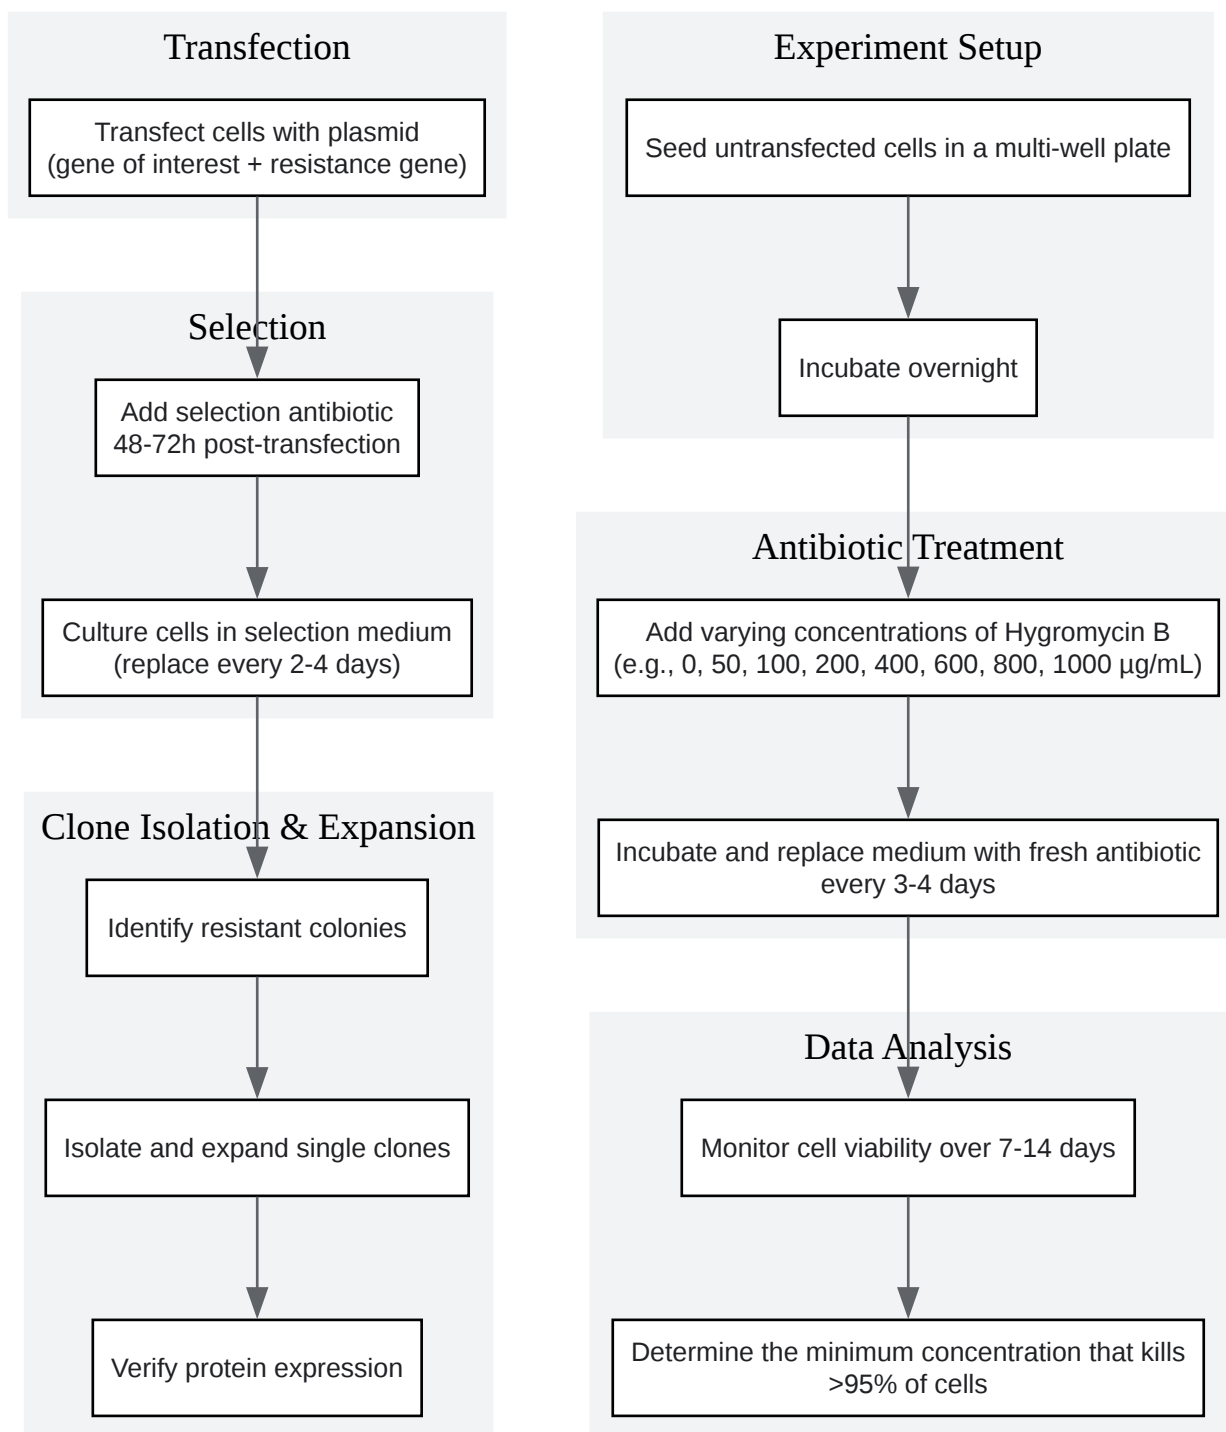 Transfection
Transfect cells with plasmid
(gene of interest + resistance gene)
Selection
Add selection antibiotic
48-72h post-transfection
Culture cells in selection medium
(replace every 2-4 days)
Clone Isolation & Expansion
Identify resistant colonies
Isolate and expand single clones
Verify protein expression
Experiment Setup
Seed untransfected cells in a multi-well plate
Incubate overnight
Antibiotic Treatment
Add varying concentrations of Hygromycin B
(e.g., 0, 50, 100, 200, 400, 600, 800, 1000 µg/mL)
Incubate and replace medium with fresh antibiotic
every 3-4 days
Data Analysis
Monitor cell viability over 7-14 days
Determine the minimum concentration that kills
>95% of cells